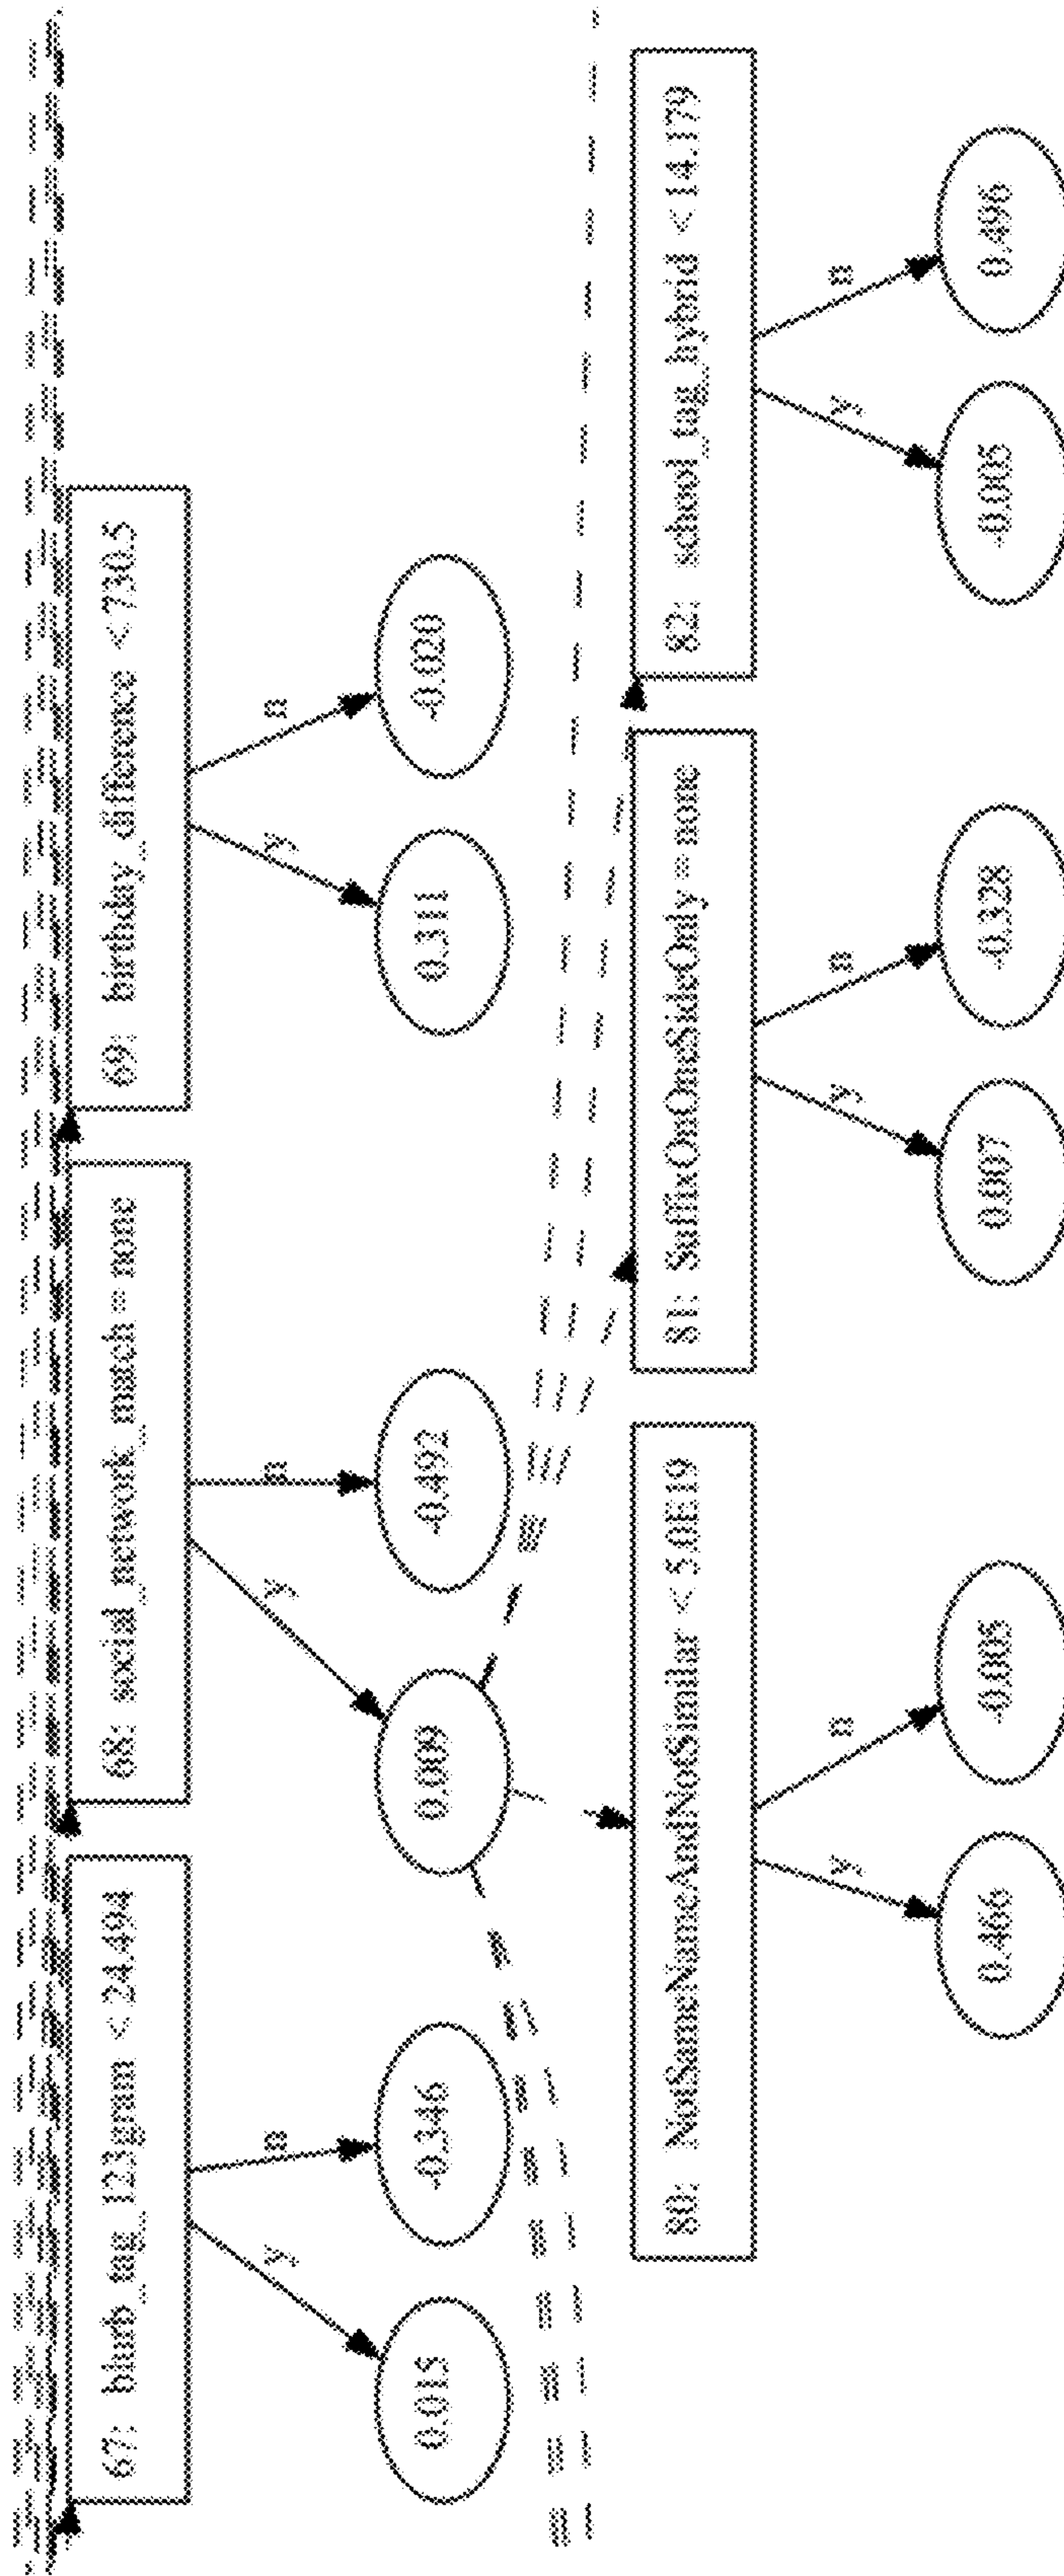 67: blurb_tag_123gram < 24.494
y
n
0.015
-0.346
68: social_network_match = none
y
n
0.009
-0.492
69: birthday_difference < 730.5
y
n
0.311
-0.020
80: NotSameNameAndNotSimilar < 5.0E19
y
n
0.466
-0.005
81: SuffixOnOneSideOnly = none
y
n
0.007
-0.328
82: school_tag_hybrid < 14.179
y
n
-0.005
0.496